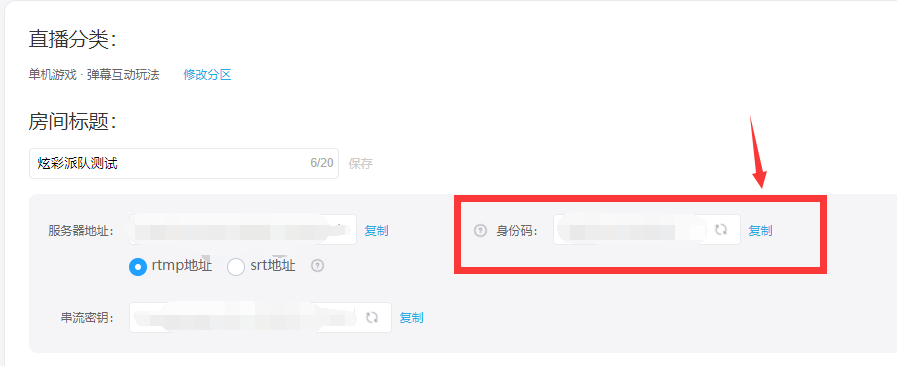 直播分类：
单机游戏 · 弹幕互动玩法 修改分区
房间标题：
炫彩派队测试 6/20 保存
服务器地址： 复制 身份码： 复制
rtmp地址 srt地址
串流密钥： 复制